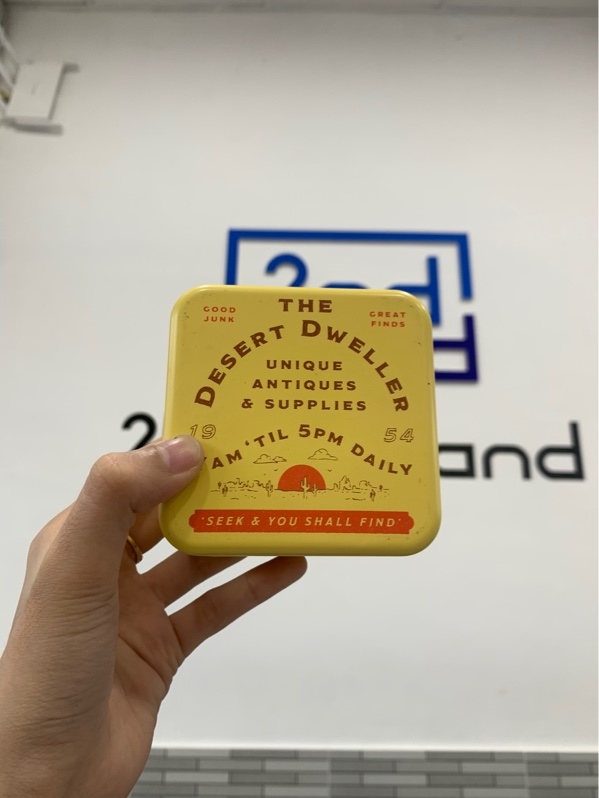 2nd
GOOD
JUNK
GREAT
FINDS
THE
DESERT DWELLER
UNIQUE
ANTIQUES
& SUPPLIES
19
54
AM 'TIL 5PM DAILY
'SEEK & YOU SHALL FIND'